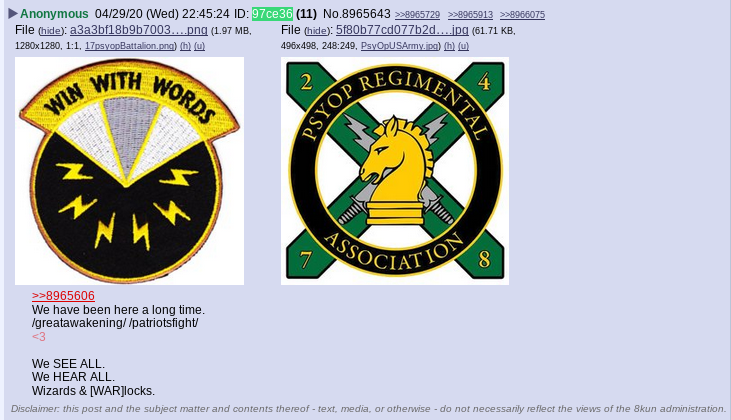 ▶Anonymous 04/29/20 (Wed) 22:45:24 ID: 97ce36 (11) No.8965643 >>8965729 >>8965913 >>8966075
File (hide): a3a3bf18b9b7003….png (1.97 MB, 1280x1280, 1:1, 17psyopBattalion.png) (h) (u)
File (hide): 5f80b77cd077b2d….jpg (61.71 KB, 496x498, 248:249, PsyOpUSArmy.jpg) (h) (u)
WIN WITH WORDS
2 4
PSYOP REGIMENTAL
ASSOCIATION
7 8
>>8965606
We have been here a long time.
/greatawakening/ /patriotsfight/
<3
We SEE ALL.
We HEAR ALL.
Wizards & [WAR]locks.
Disclaimer: this post and the subject matter and contents thereof - text, media, or otherwise - do not necessarily reflect the views of the 8kun administration.